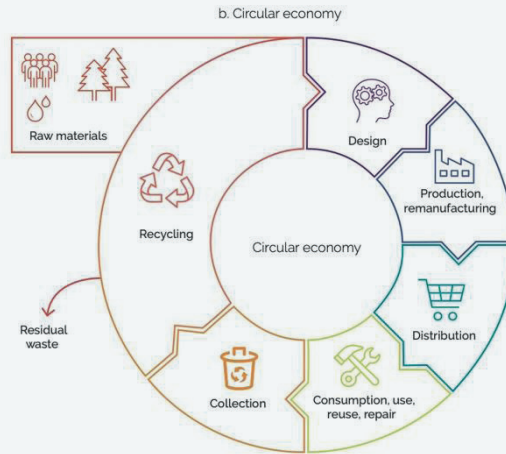 b. Circular economy
Raw materials
Design
Production,
remanufacturing
Recycling
Circular economy
Distribution
Residual
waste
Collection
Consumption, use,
reuse, repair